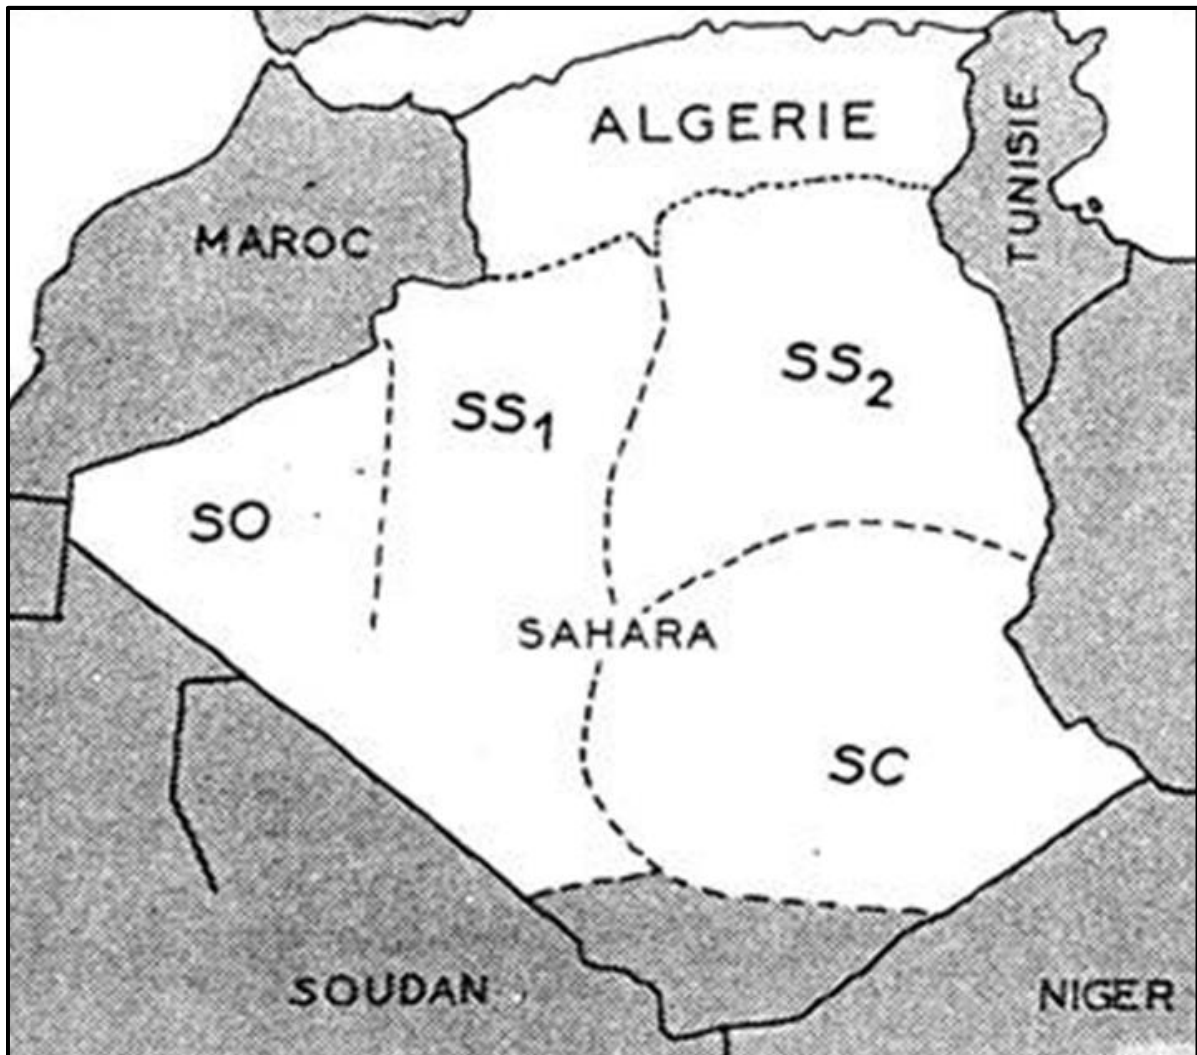 ALGERIE
TUNISIE
MAROC
SS2
SS1
SO
SAHARA
SC
SOUDAN
NIGER